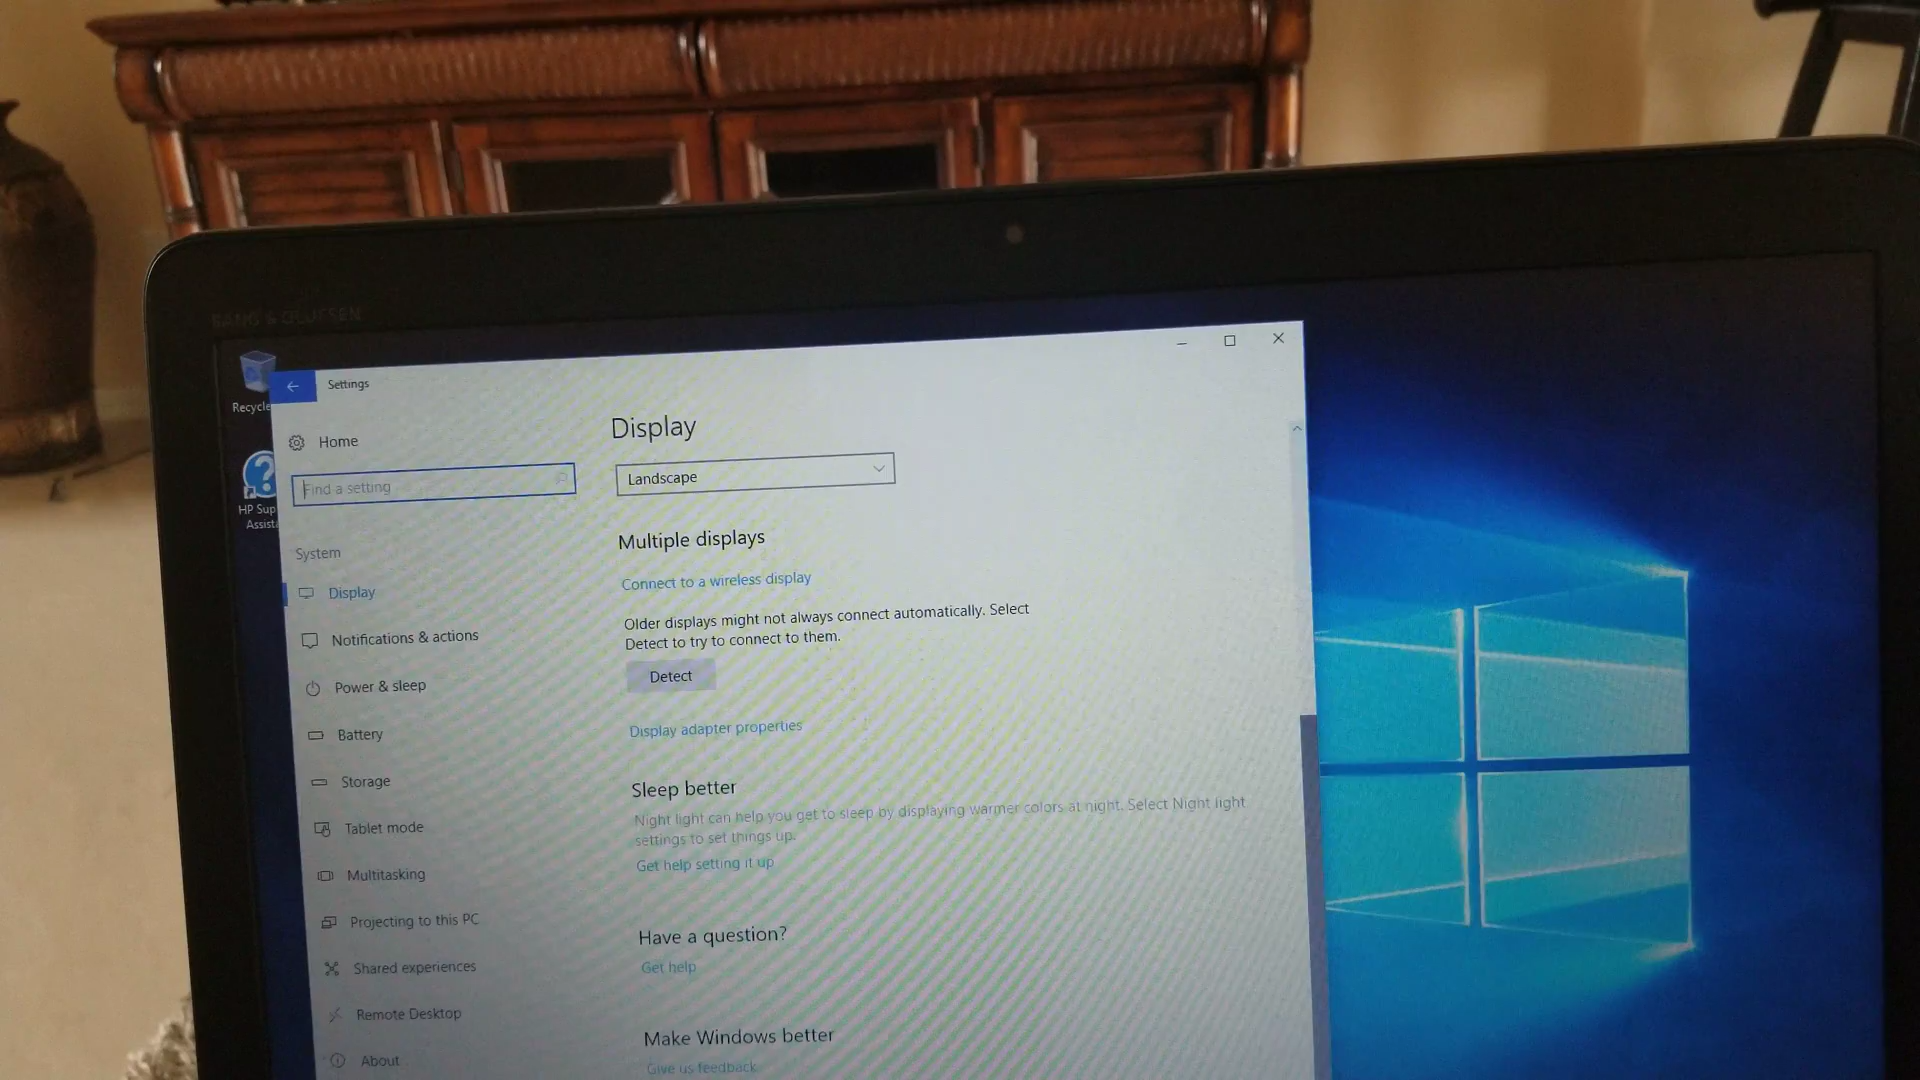 BANG & OLUFSEN
Recycle
HP Sup
Assist
Settings
Home
Find a setting
System
Display
Notifications & actions
Power & sleep
Battery
Storage
Tablet mode
Multitasking
Projecting to this PC
Shared experiences
Remote Desktop
About
Display
Landscape
Multiple displays
Connect to a wireless display
Older displays might not always connect automatically. Select
Detect to try to connect to them.
Detect
Display adapter properties
Sleep better
Night light can help you get to sleep by displaying warmer colors at night. Select Night light
settings to set things up.
Get help setting it up
Have a question?
Get help
Make Windows better
Give us feedback